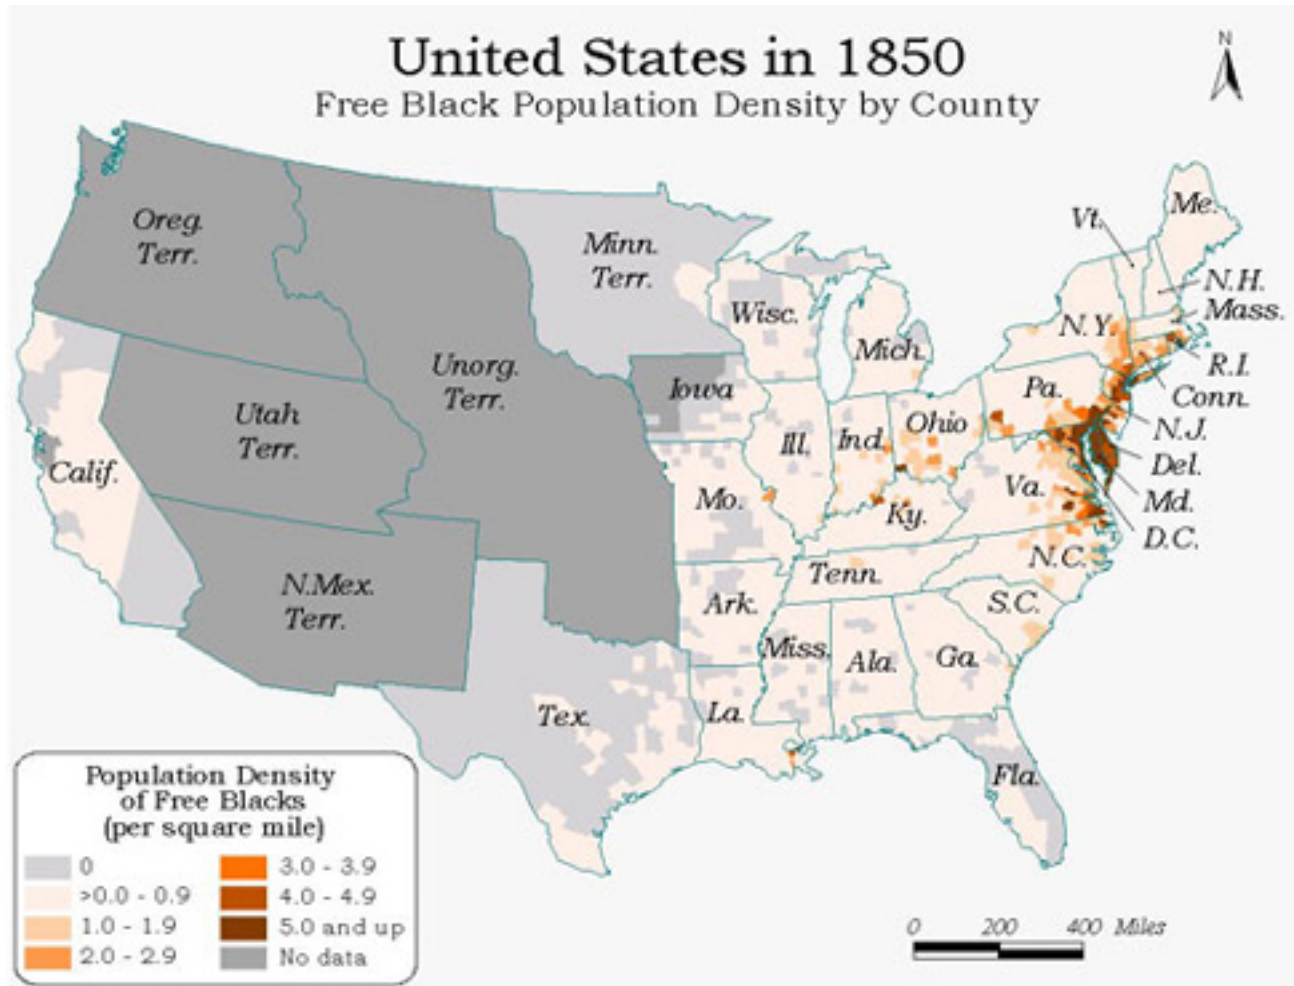 United States in 1850
Free Black Population Density by County
N
Oreg.
Terr.
Minn.
Terr.
Vt.
Me.
N.H.
Mass.
Wisc.
N.Y.
Mich.
R.I.
Unorg.
Terr.
Iowa
Pa.
Conn.
Utah
Terr.
Ohio
N.J.
Ill.
Ind.
Del.
Calif.
Mo.
Va.
Md.
Ky.
D.C.
N.C.
Tenn.
N.Mex.
Terr.
Ark.
S.C.
Miss.
Ala.
Ga.
Tex.
La.
Fla.
Population Density
of Free Blacks
(per square mile)
0
>0.0 - 0.9
1.0 - 1.9
2.0 - 2.9
3.0 - 3.9
4.0 - 4.9
5.0 and up
No data
0 200 400 Miles